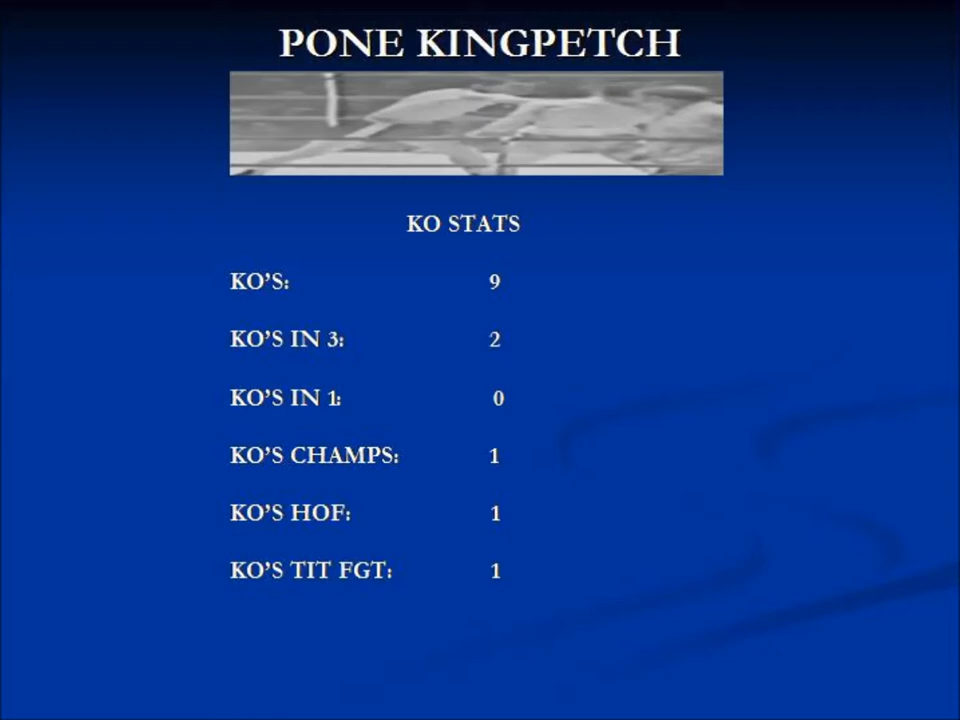 PONE KINGPETCH
KO STATS
KO'S: 9
KO'S IN 3: 2
KO'S IN 1: 0
KO'S CHAMPS: 1
KO'S HOF: 1
KO'S TIT FGT: 1